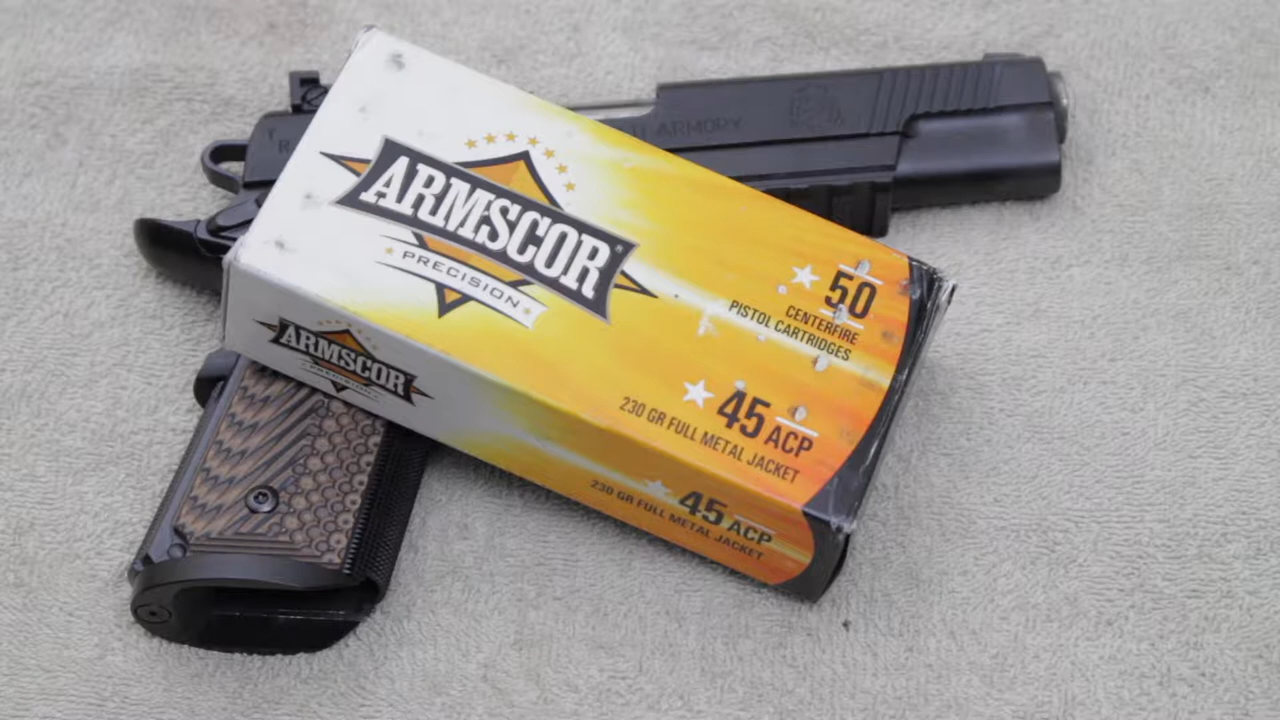 ARMORY
ARMSCOR®
PRECISION
50
CENTERFIRE
PISTOL CARTRIDGES
45 ACP
230 GR FULL METAL JACKET
ARMSCOR
PRECISION
45 ACP
230 GR FULL METAL JACKET